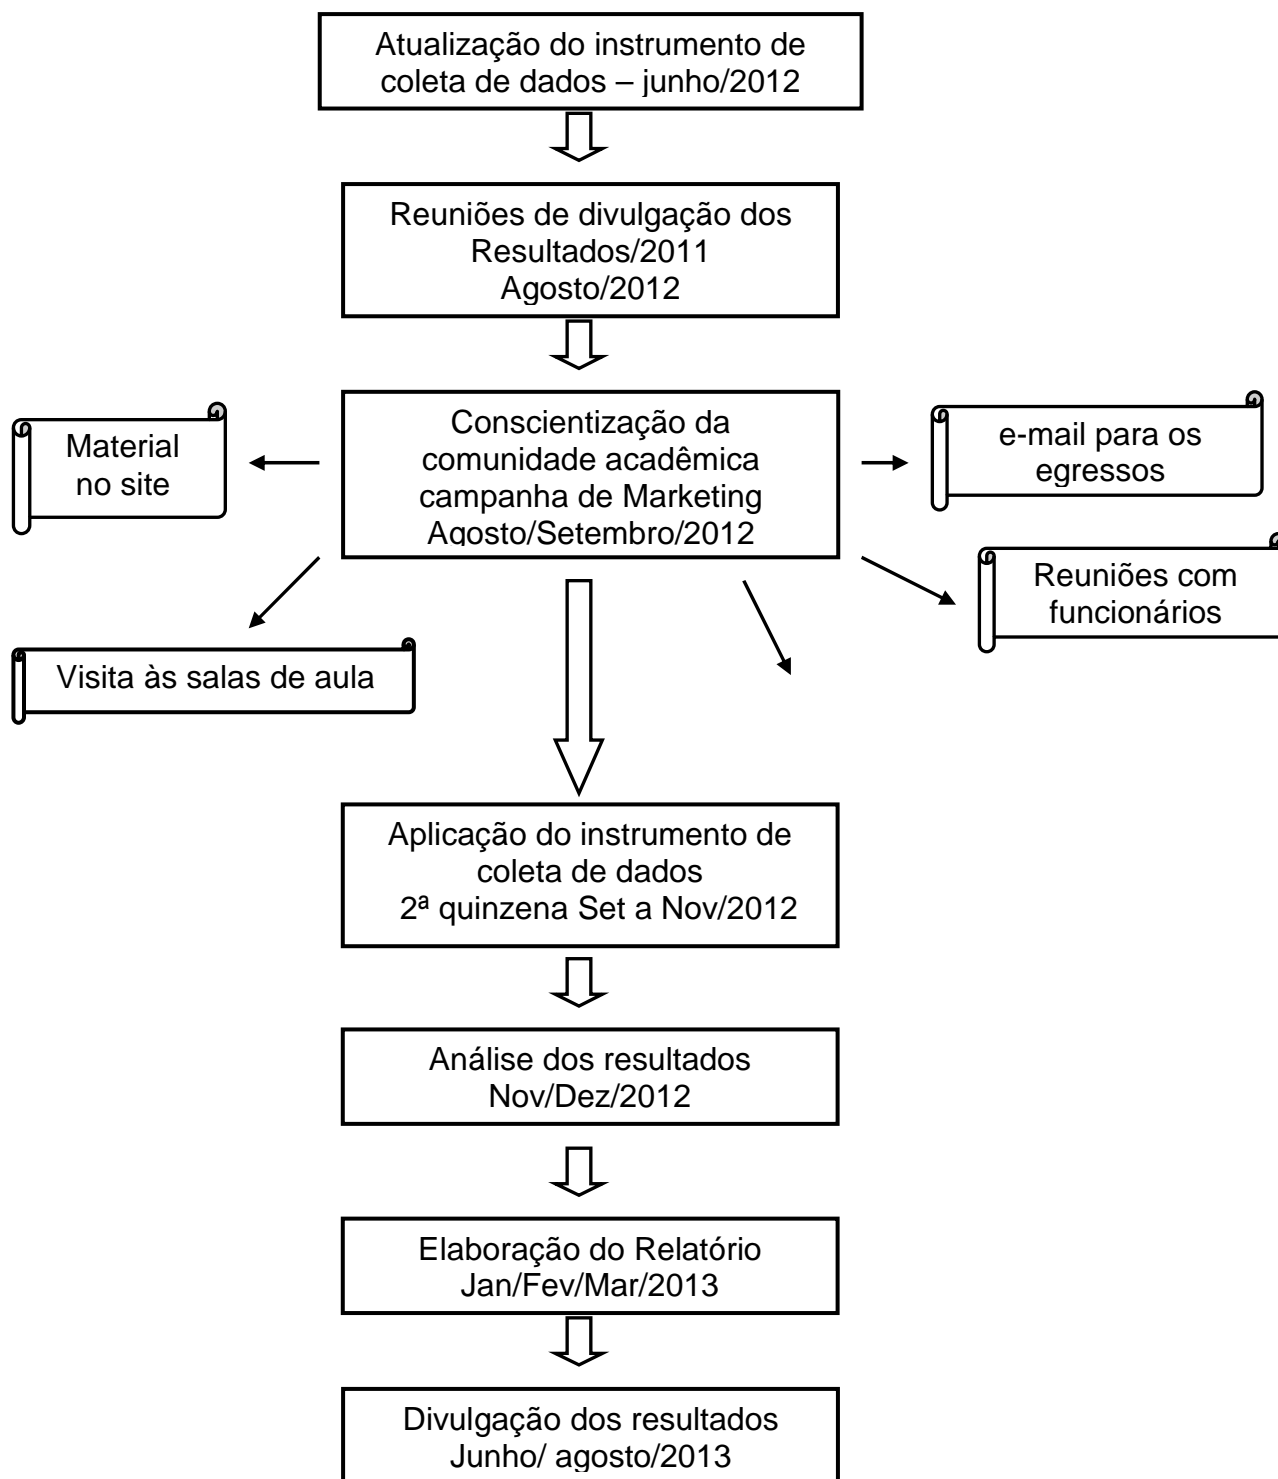 Atualização do instrumento de
coleta de dados – junho/2012
Reuniões de divulgação dos
Resultados/2011
Agosto/2012
Conscientização da
comunidade acadêmica
campanha de Marketing
Agosto/Setembro/2012
Material
no site
e-mail para os
egressos
Reuniões com
funcionários
Visita às salas de aula
Aplicação do instrumento de
coleta de dados
2ª quinzena Set a Nov/2012
Análise dos resultados
Nov/Dez/2012
Elaboração do Relatório
Jan/Fev/Mar/2013
Divulgação dos resultados
Junho/ agosto/2013